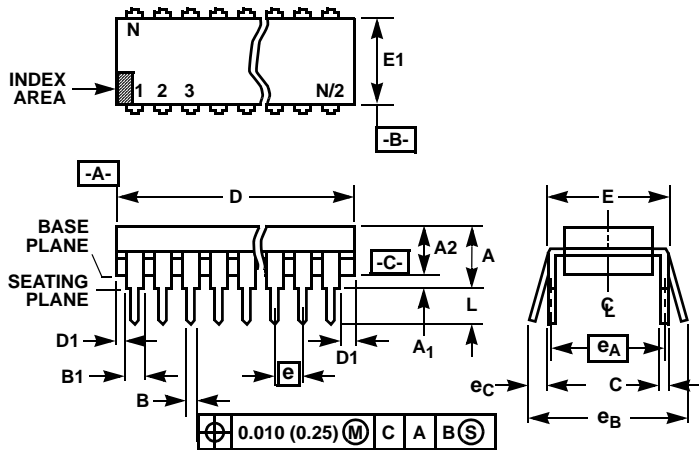 N
INDEX
AREA
1 2 3 N/2
E1
-B-
-A-
D
E
BASE
PLANE
SEATING
PLANE
A2
A
-C-
L
D1
B1
B
e
D1
A1
℄
eA
eC
C
eB
⌖ 0.010 (0.25) Ⓜ C A B Ⓢ